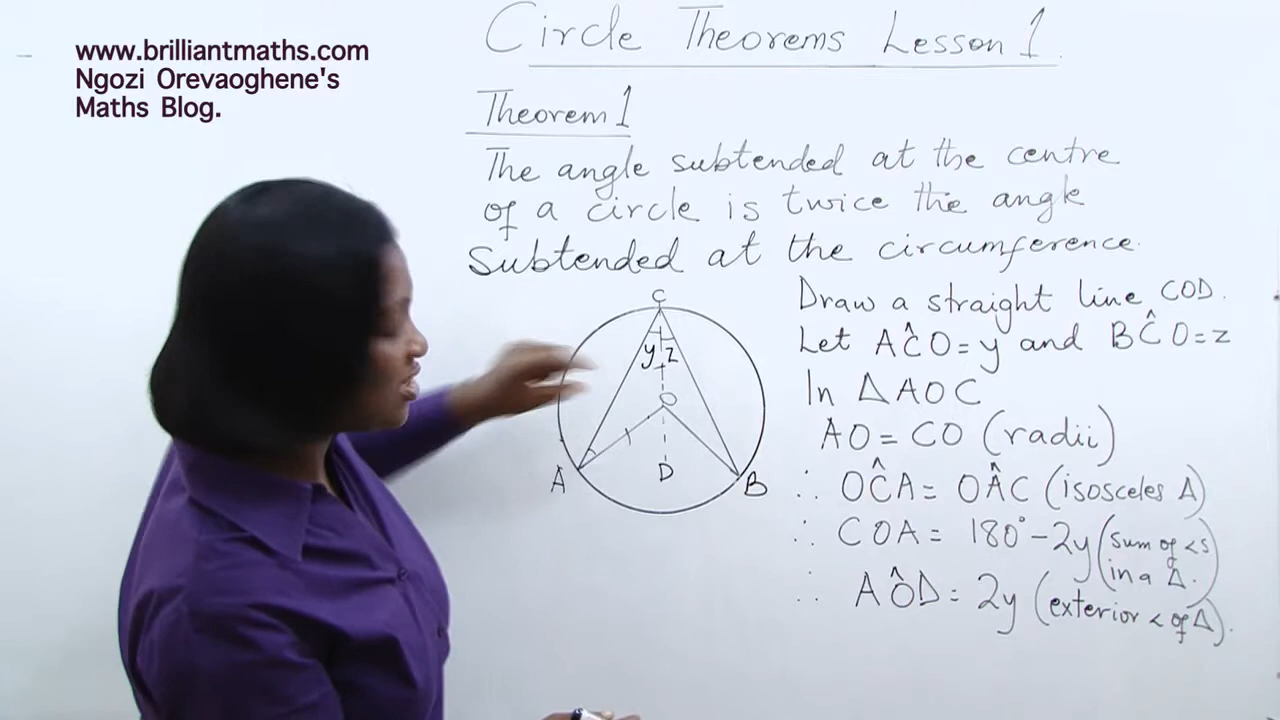 www.brilliantmaths.com
Ngozi Orevaoghene's
Maths Blog.
Circle Theorems Lesson 1.
Theorem 1
The angle subtended at the centre
of a circle is twice the angle
subtended at the circumference.
C
y z
O
A D B
Draw a straight line COD.
Let AĈO = y and BĈO = z
In ΔAOC
AO = CO (radii)
∴ OĈA = OÂC (isosceles Δ)
∴ COA = 180° - 2y (sum of <s
in a Δ.)
∴ AÔD = 2y (exterior < of Δ).